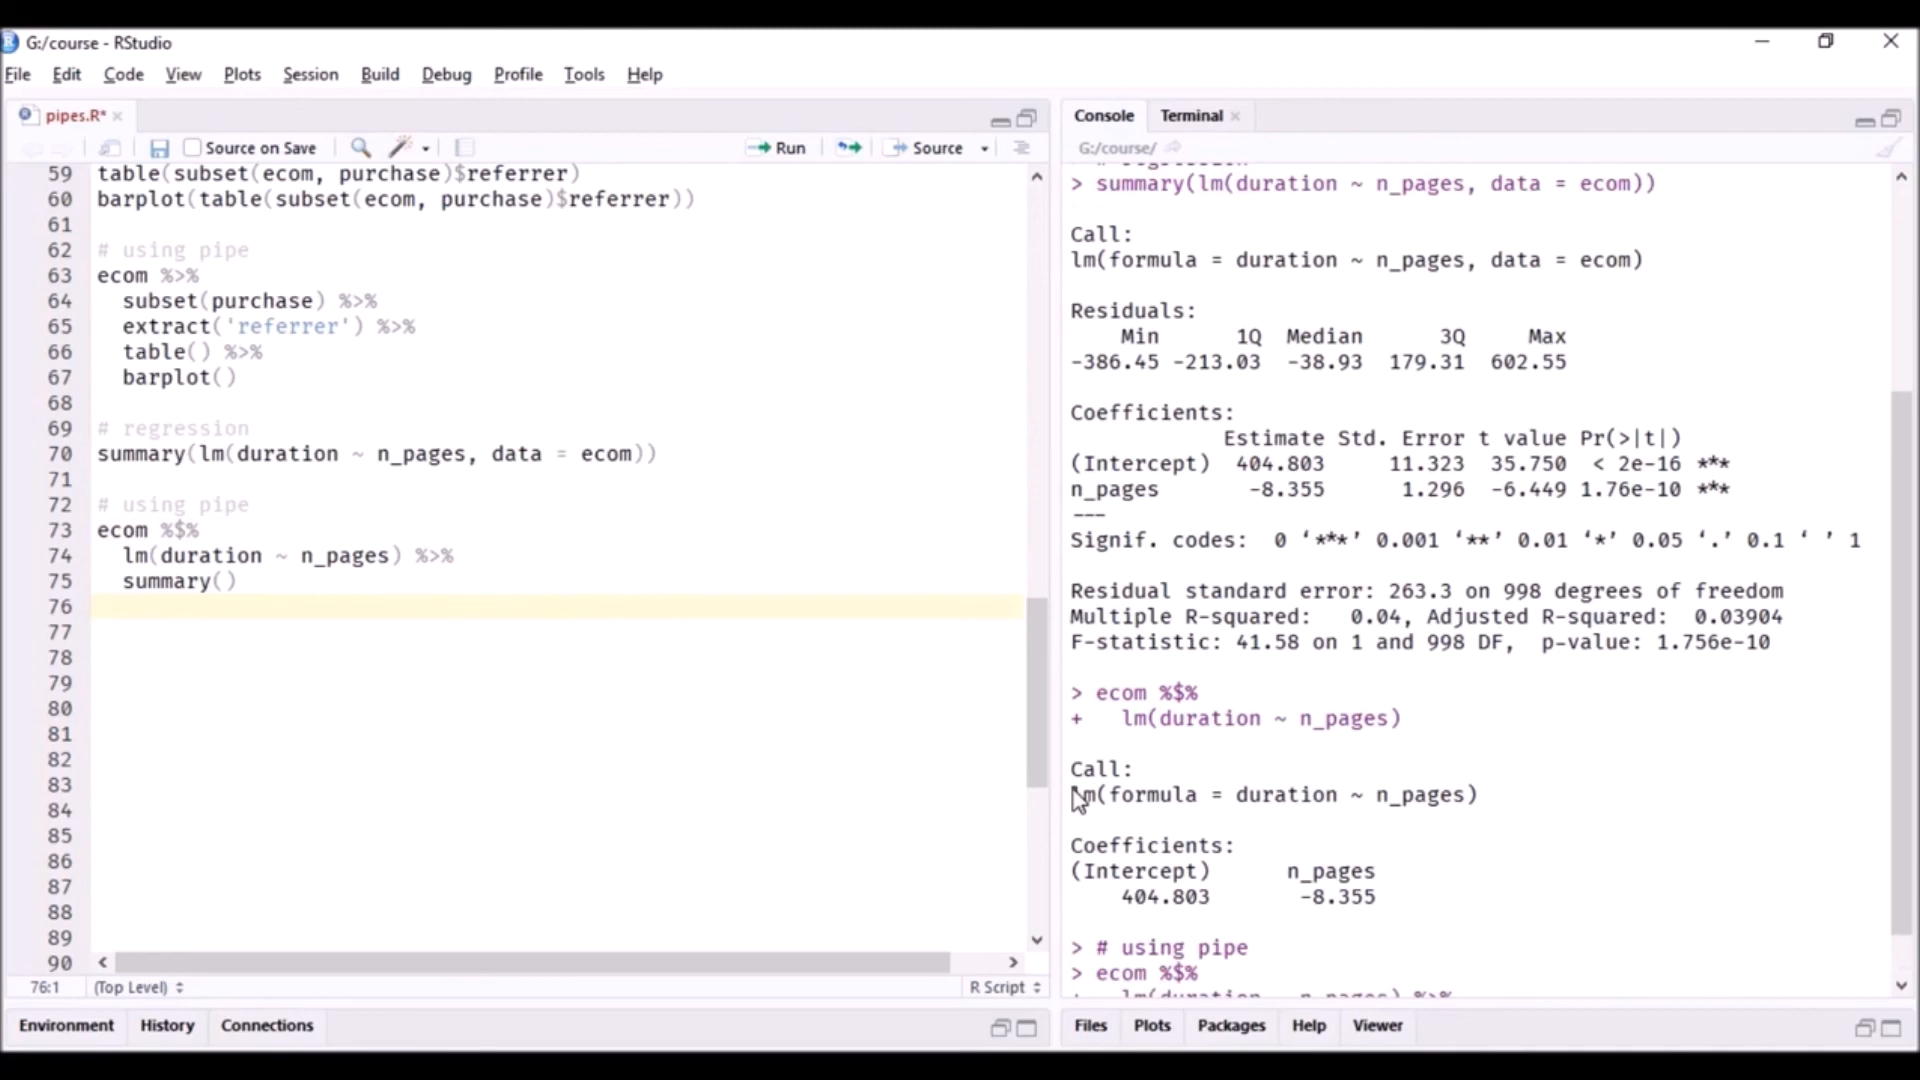 G:/course - RStudio
File Edit Code View Plots Session Build Debug Profile Tools Help
pipes.R*
Source on Save Run Source
59 table(subset(ecom, purchase)$referrer)
60 barplot(table(subset(ecom, purchase)$referrer))
61
62 # using pipe
63 ecom %>%
64 subset(purchase) %>%
65 extract('referrer') %>%
66 table() %>%
67 barplot()
68
69 # regression
70 summary(lm(duration ~ n_pages, data = ecom))
71
72 # using pipe
73 ecom %$%
74 lm(duration ~ n_pages) %>%
75 summary()
76
77
78
79
80
81
82
83
84
85
86
87
88
89
90
76:1 (Top Level) R Script
Environment History Connections
Console Terminal
G:/course/
> summary(lm(duration ~ n_pages, data = ecom))
Call:
lm(formula = duration ~ n_pages, data = ecom)
Residuals:
Min 1Q Median 3Q Max
-386.45 -213.03 -38.93 179.31 602.55
Coefficients:
Estimate Std. Error t value Pr(>|t|)
(Intercept) 404.803 11.323 35.750 < 2e-16 ***
n_pages -8.355 1.296 -6.449 1.76e-10 ***
---
Signif. codes: 0 ‘***’ 0.001 ‘**’ 0.01 ‘*’ 0.05 ‘.’ 0.1 ‘ ’ 1
Residual standard error: 263.3 on 998 degrees of freedom
Multiple R-squared: 0.04, Adjusted R-squared: 0.03904
F-statistic: 41.58 on 1 and 998 DF, p-value: 1.756e-10
> ecom %$%
+ lm(duration ~ n_pages)
Call:
lm(formula = duration ~ n_pages)
Coefficients:
(Intercept) n_pages
404.803 -8.355
> # using pipe
> ecom %$%
Files Plots Packages Help Viewer